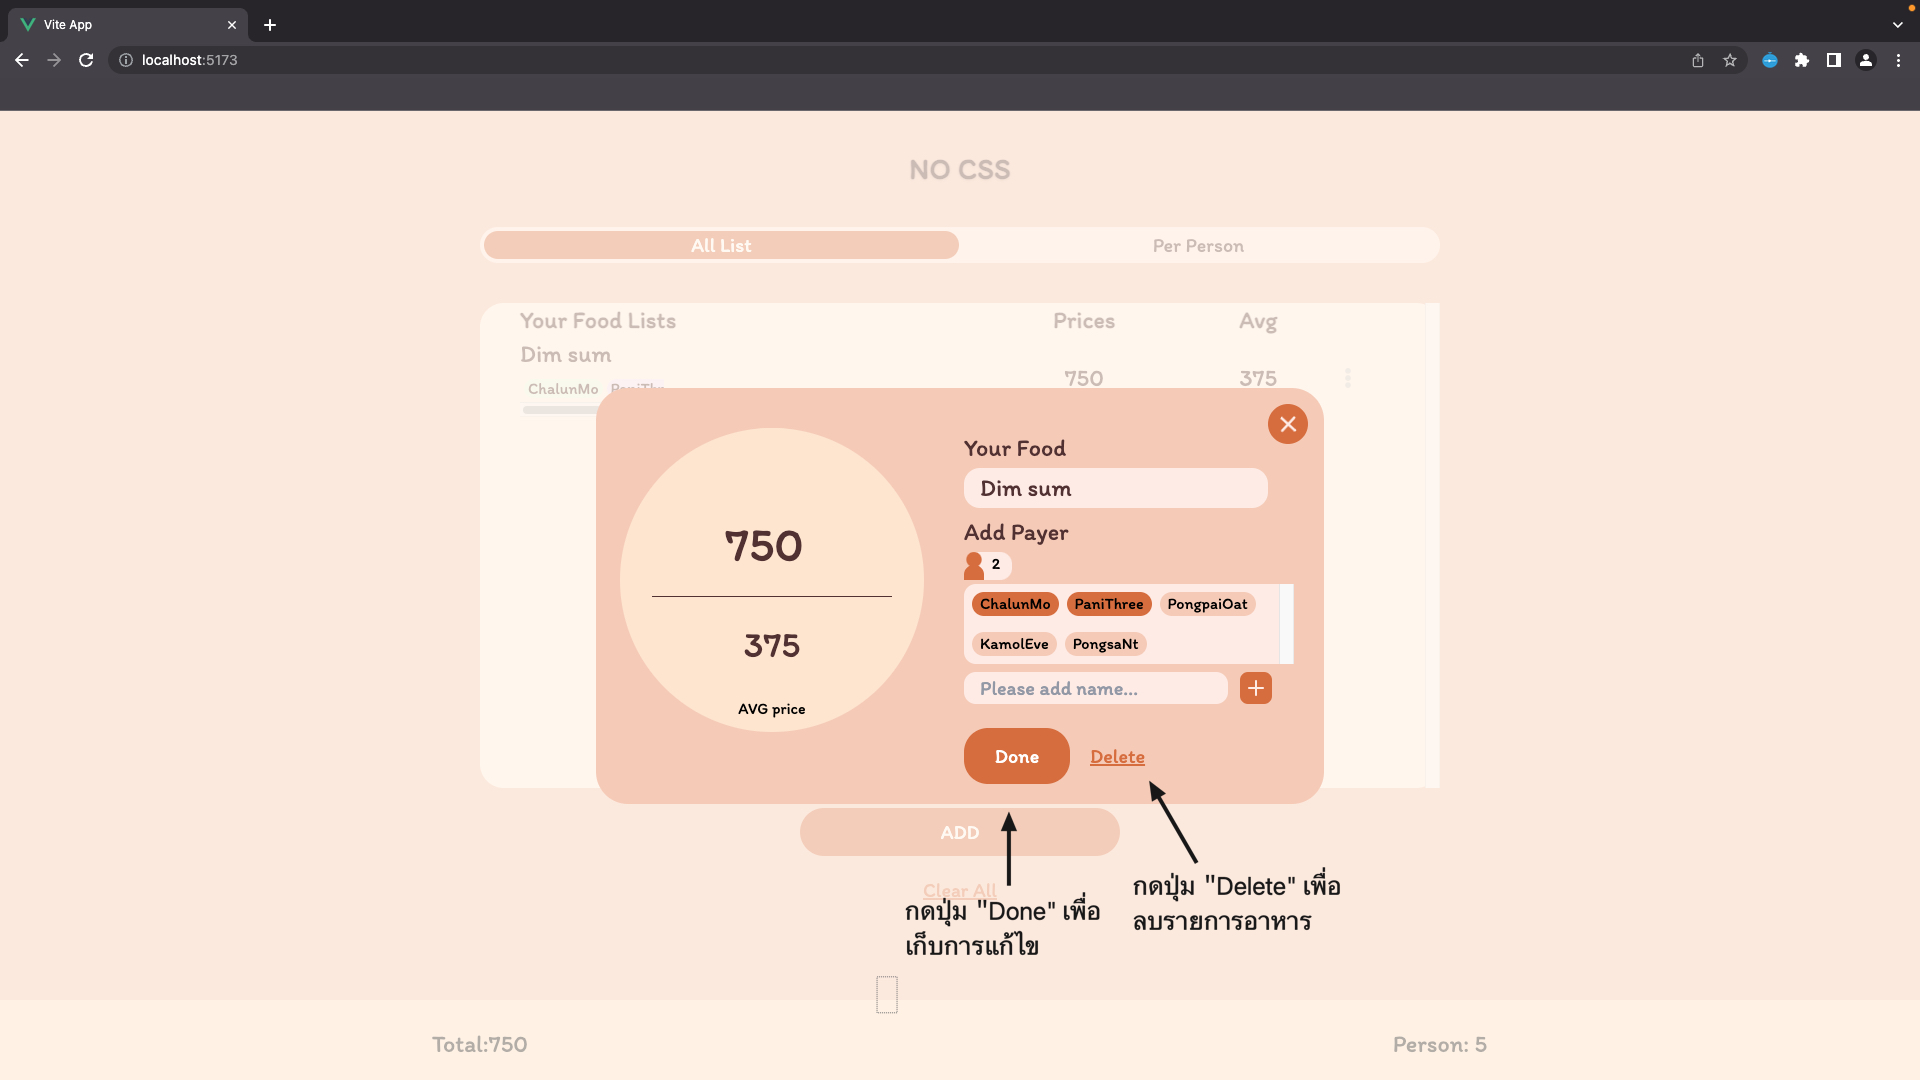 Vite App
localhost:5173
NO CSS
All List
Per Person
Your Food Lists
Prices
Avg
Dim sum
ChalunMo
PaniThr
750
375
Your Food
Dim sum
Add Payer
2
ChalunMo
PaniThree
PongpaiOat
KamolEve
PongsaNt
Please add name...
Done
Delete
750
375
AVG price
ADD
Clear All
กดปุ่ม "Done" เพื่อ
เก็บการแก้ไข
กดปุ่ม "Delete" เพื่อ
ลบรายการอาหาร
Total:750
Person: 5